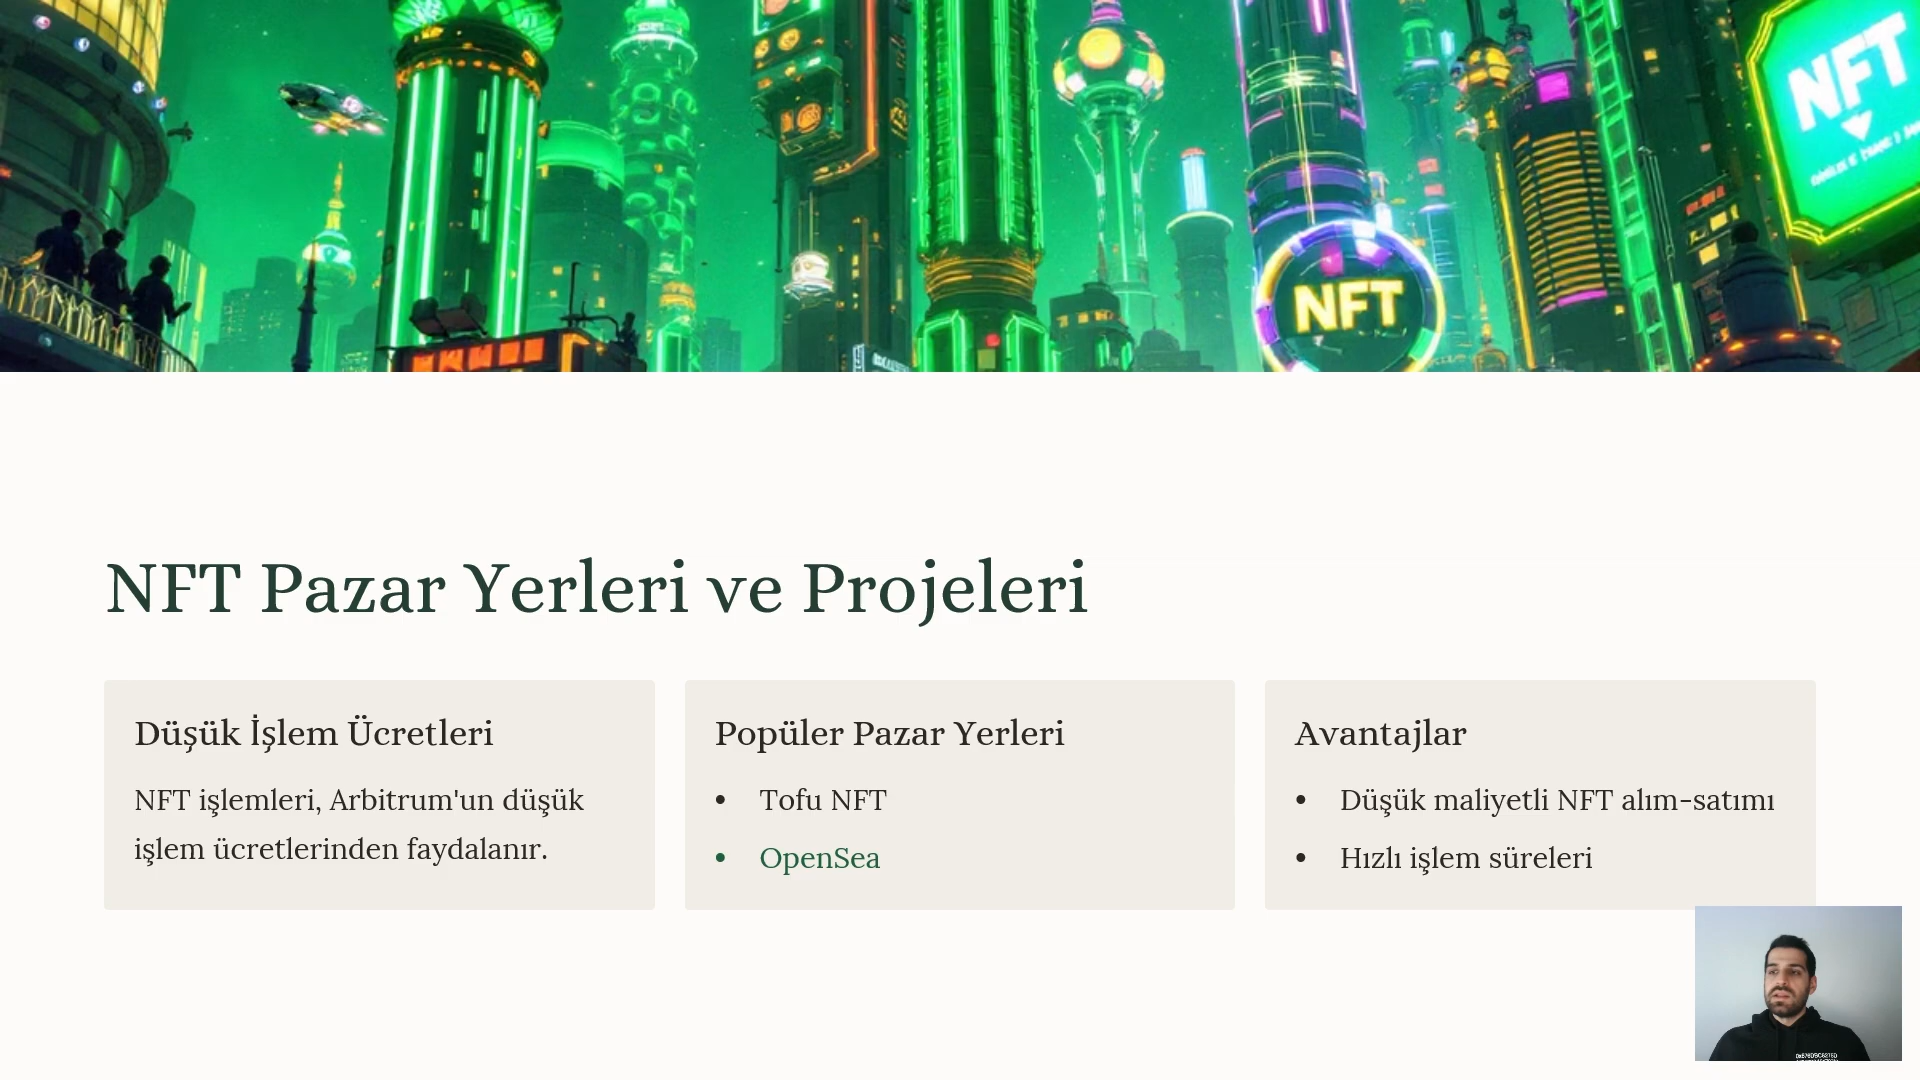 NFT
NFT
NFT Pazar Yerleri ve Projeleri
Düşük İşlem Ücretleri
NFT işlemleri, Arbitrum'un düşük
işlem ücretlerinden faydalanır.
Popüler Pazar Yerleri
• Tofu NFT
• OpenSea
Avantajlar
• Düşük maliyetli NFT alım-satımı
• Hızlı işlem süreleri